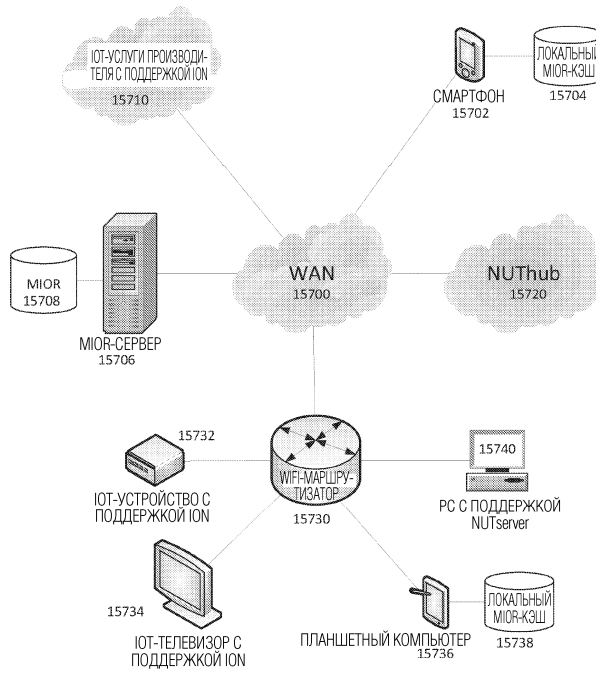 IOT-УСЛУГИ ПРОИЗВОДИ-
ТЕЛЯ С ПОДДЕРЖКОЙ ION
15710
СМАРТФОН
15702
ЛОКАЛЬНЫЙ
MIOR-КЭШ
15704
MIOR
15708
MIOR-СЕРВЕР
15706
WAN
15700
NUThub
15720
15732
IOT-УСТРОЙСТВО С
ПОДДЕРЖКОЙ ION
WIFI-МАРШРУ-
ТИЗАТОР
15730
15740
PC С ПОДДЕРЖКОЙ
NUTserver
15734
IOT-ТЕЛЕВИЗОР С
ПОДДЕРЖКОЙ ION
ПЛАНШЕТНЫЙ КОМПЬЮТЕР
15736
ЛОКАЛЬНЫЙ
MIOR-КЭШ
15738